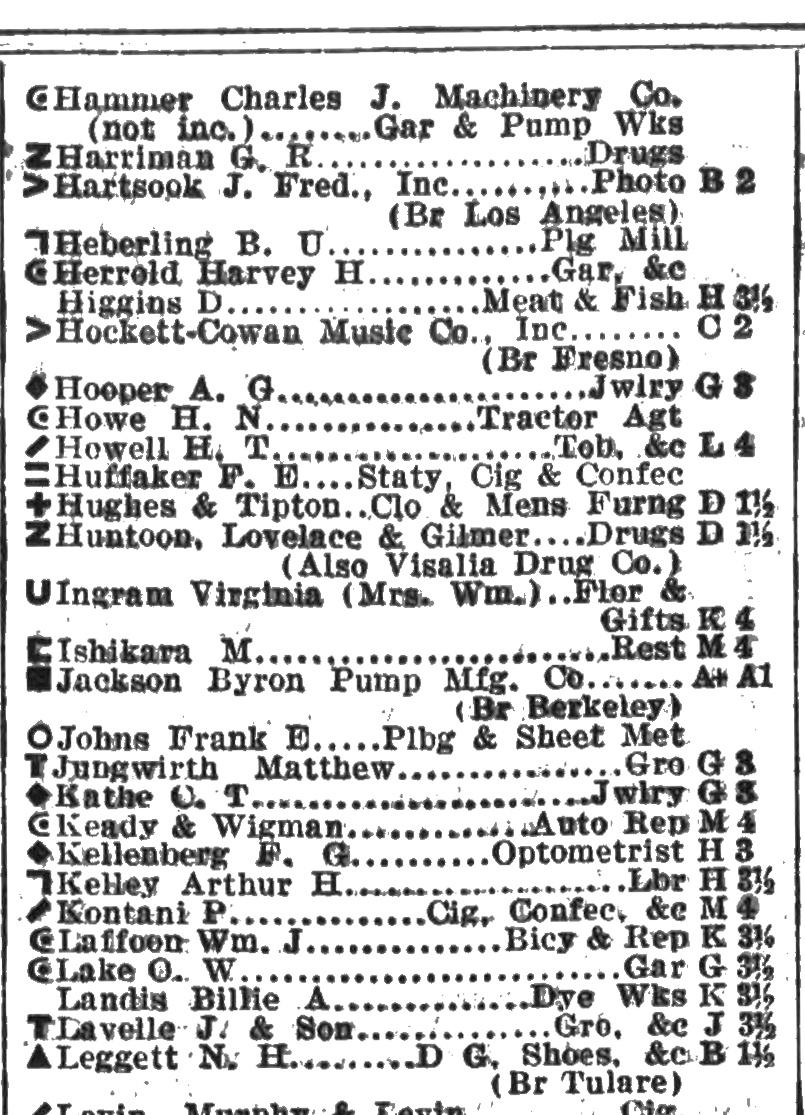 Hammer Charles J. Machinery Co.
(not inc.)........Gar & Pump Wks
Harriman G. R..................Drugs
Hartsook J. Fred., Inc..........Photo B 2
(Br Los Angeles)
Heberling B. U...............Plg Mill
Herrold Harvey H.............Gar, &c
Higgins D..................Meat & Fish H 3½
Hockett-Cowan Music Co., Inc........ C 2
(Br Fresno)
Hooper A. G......................Jwlry G 3
Howe H. N...............Tractor Agt
Howell H. T....................Tob, &c L 4
Huffaker F. E....Staty, Cig & Confec
Hughes & Tipton..Clo & Mens Furng D 1½
Huntoon, Lovelace & Gilmer....Drugs D 1½
(Also Visalia Drug Co.)
Ingram Virginia (Mrs. Wm.)..Flor &
Gifts K 4
Ishikara M.........................Rest M 4
Jackson Byron Pump Mfg. Co....... A+ A1
(Br Berkeley)
Johns Frank E.....Plbg & Sheet Met
Jungwirth Matthew................Gro G 3
Kathe C. T........................Jwlry G 3
Keady & Wigman.............Auto Rep M 4
Kellenberg F. G..........Optometrist H 3
Kelley Arthur H....................Lbr H 3½
Kontani P..............Cig, Confec, &c M 4
Laffoon Wm. J..............Bicy & Rep K 3½
Lake O. W...........................Gar G 3½
Landis Billie A..............Dye Wks K 3½
Lavelle J. & Son..............Gro, &c J 3½
Leggett N. H.........D G, Shoes, &c B 1½
(Br Tulare)
Levin, Murphy & Levin Cig